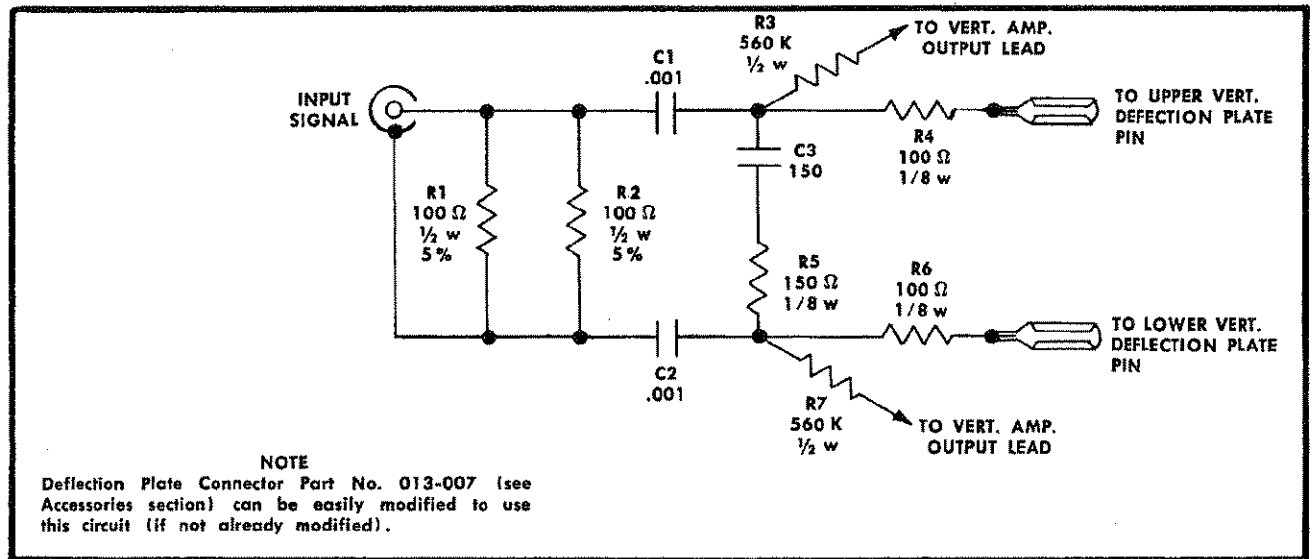 R3
560 K
½ w
TO VERT. AMP.
OUTPUT LEAD
C1
.001
INPUT
SIGNAL
TO UPPER VERT.
DEFECTION PLATE
PIN
R4
100 Ω
1/8 w
C3
150
R1
100 Ω
½ w
5%
R2
100 Ω
½ w
5%
R5
150 Ω
1/8 w
R6
100 Ω
1/8 w
TO LOWER VERT.
DEFLECTION PLATE
PIN
C2
.001
R7
560 K
½ w
TO VERT. AMP.
OUTPUT LEAD
NOTE
Deflection Plate Connector Part No. 013-007 (see
Accessories section) can be easily modified to use
this circuit (if not already modified).